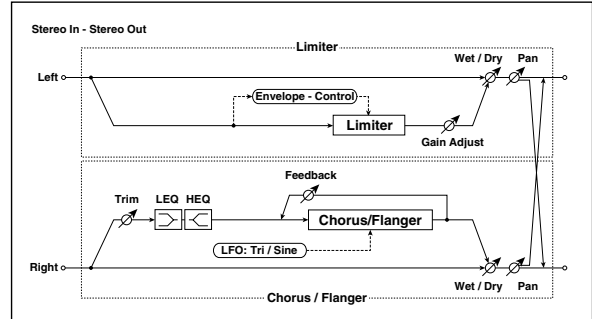 Stereo In - Stereo Out
Limiter
Wet / Dry
Pan
Left
Envelope - Control
Limiter
Gain Adjust
Feedback
Trim
LEQ
HEQ
Chorus/Flanger
LFO: Tri / Sine
Right
Wet / Dry
Pan
Chorus / Flanger